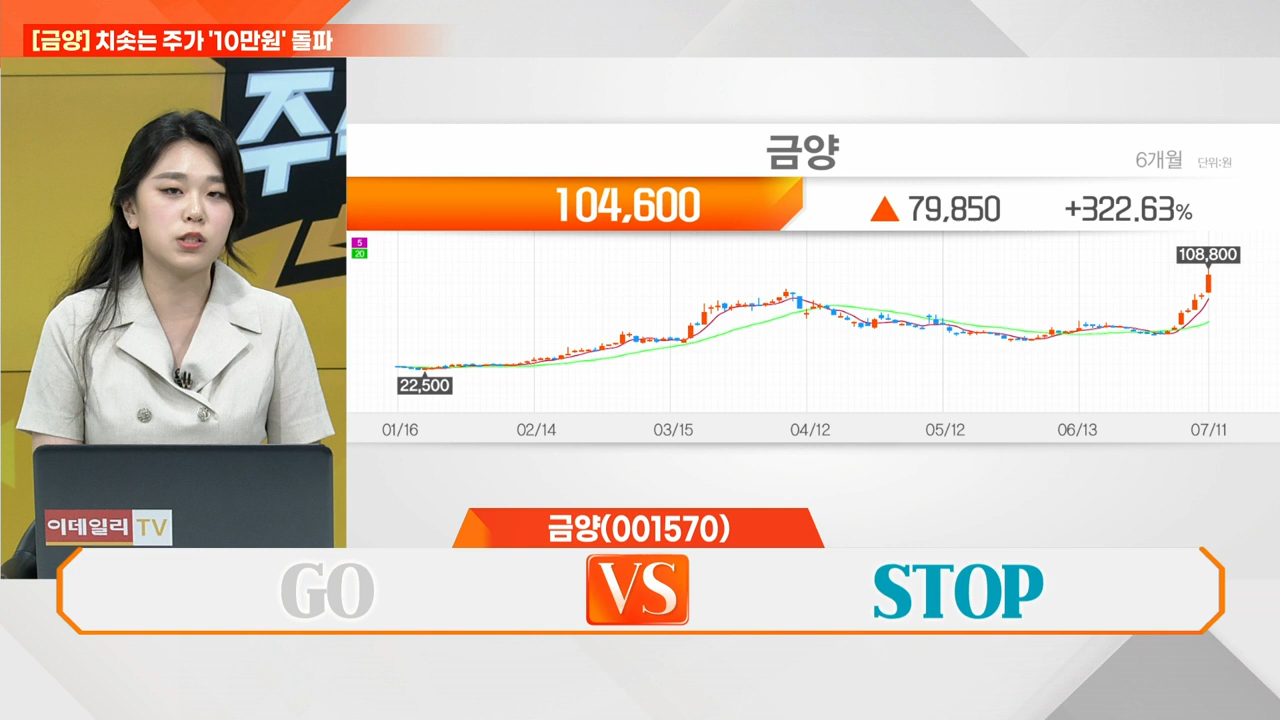 [금양] 치솟는 주가 '10만원' 돌파
주
금양
6개월 단위:원
104,600 ▲ 79,850 +322.63%
5
20
108,800
22,500
01/16 02/14 03/15 04/12 05/12 06/13 07/11
이데일리 TV
금양(001570)
GO VS STOP